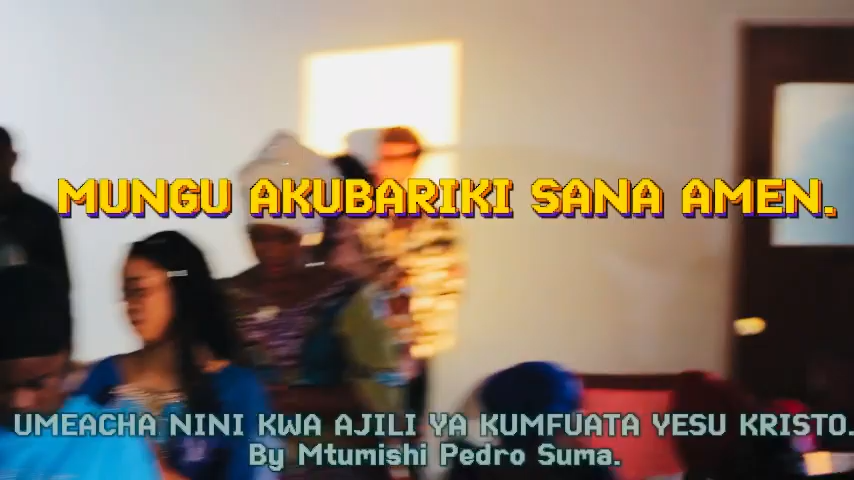 MUNGU AKUBARIKI SANA AMEN.
UMEACHA NINI KWA AJILI YA KUMFUATA YESU KRISTO.
By Mtumishi Pedro Suma.